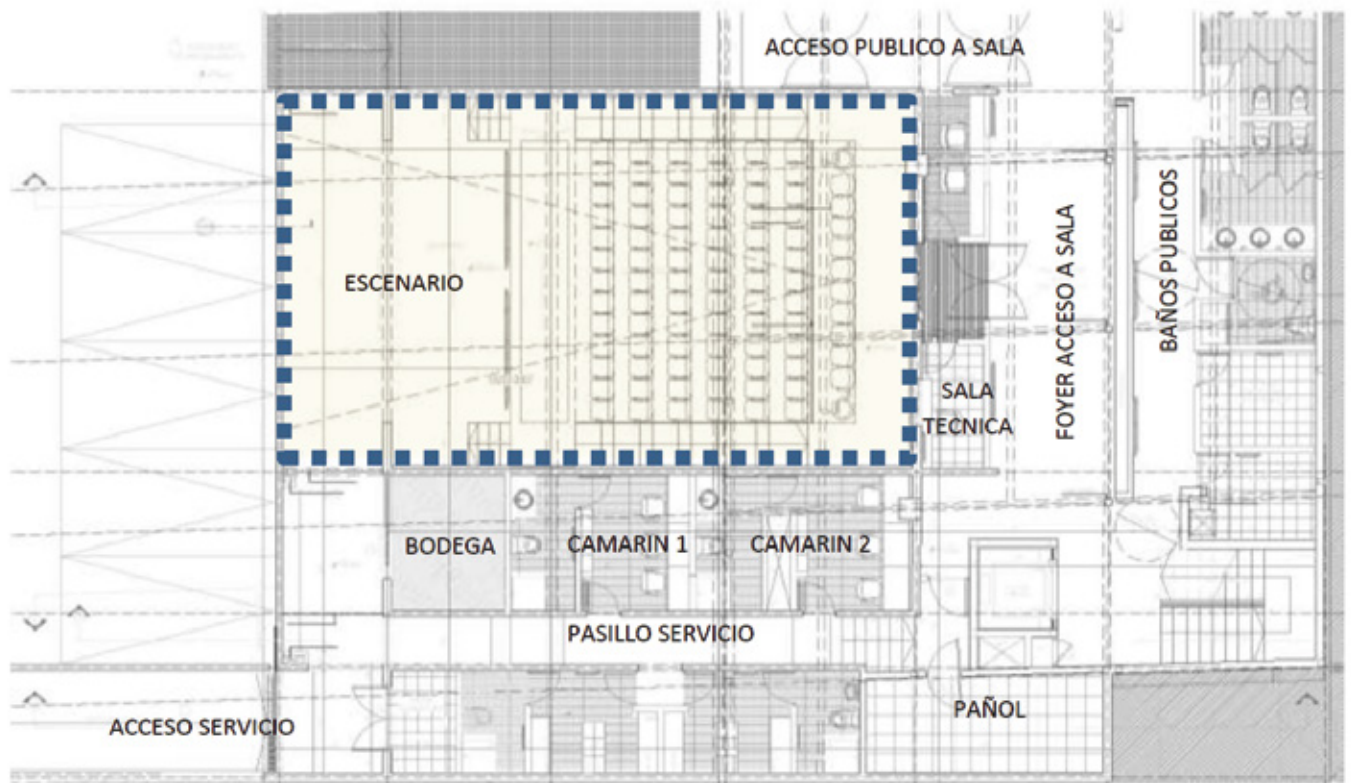 ACCESO PUBLICO A SALA
ESCENARIO
FOYER ACCESO A SALA
BAÑOS PUBLICOS
SALA
TECNICA
BODEGA
CAMARIN 1
CAMARIN 2
PASILLO SERVICIO
ACCESO SERVICIO
PAÑOL